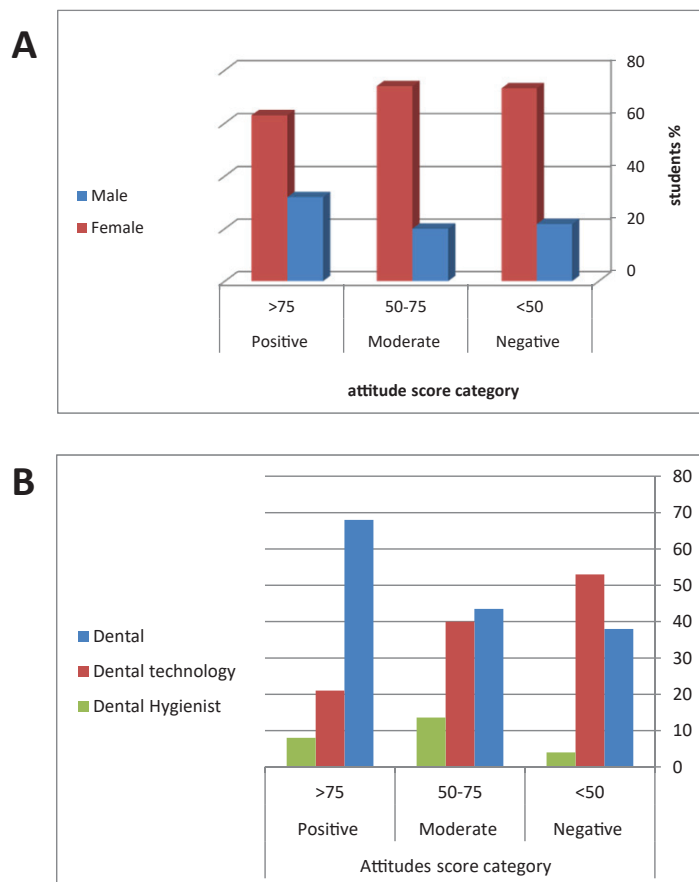 A
80
60
40
20
0
students %
Male
Female
>75
50-75
<50
Positive
Moderate
Negative
attitude score category
B
80
70
60
50
40
30
20
10
0
Dental
Dental technology
Dental Hygienist
>75
50-75
<50
Positive
Moderate
Negative
Attitudes score category